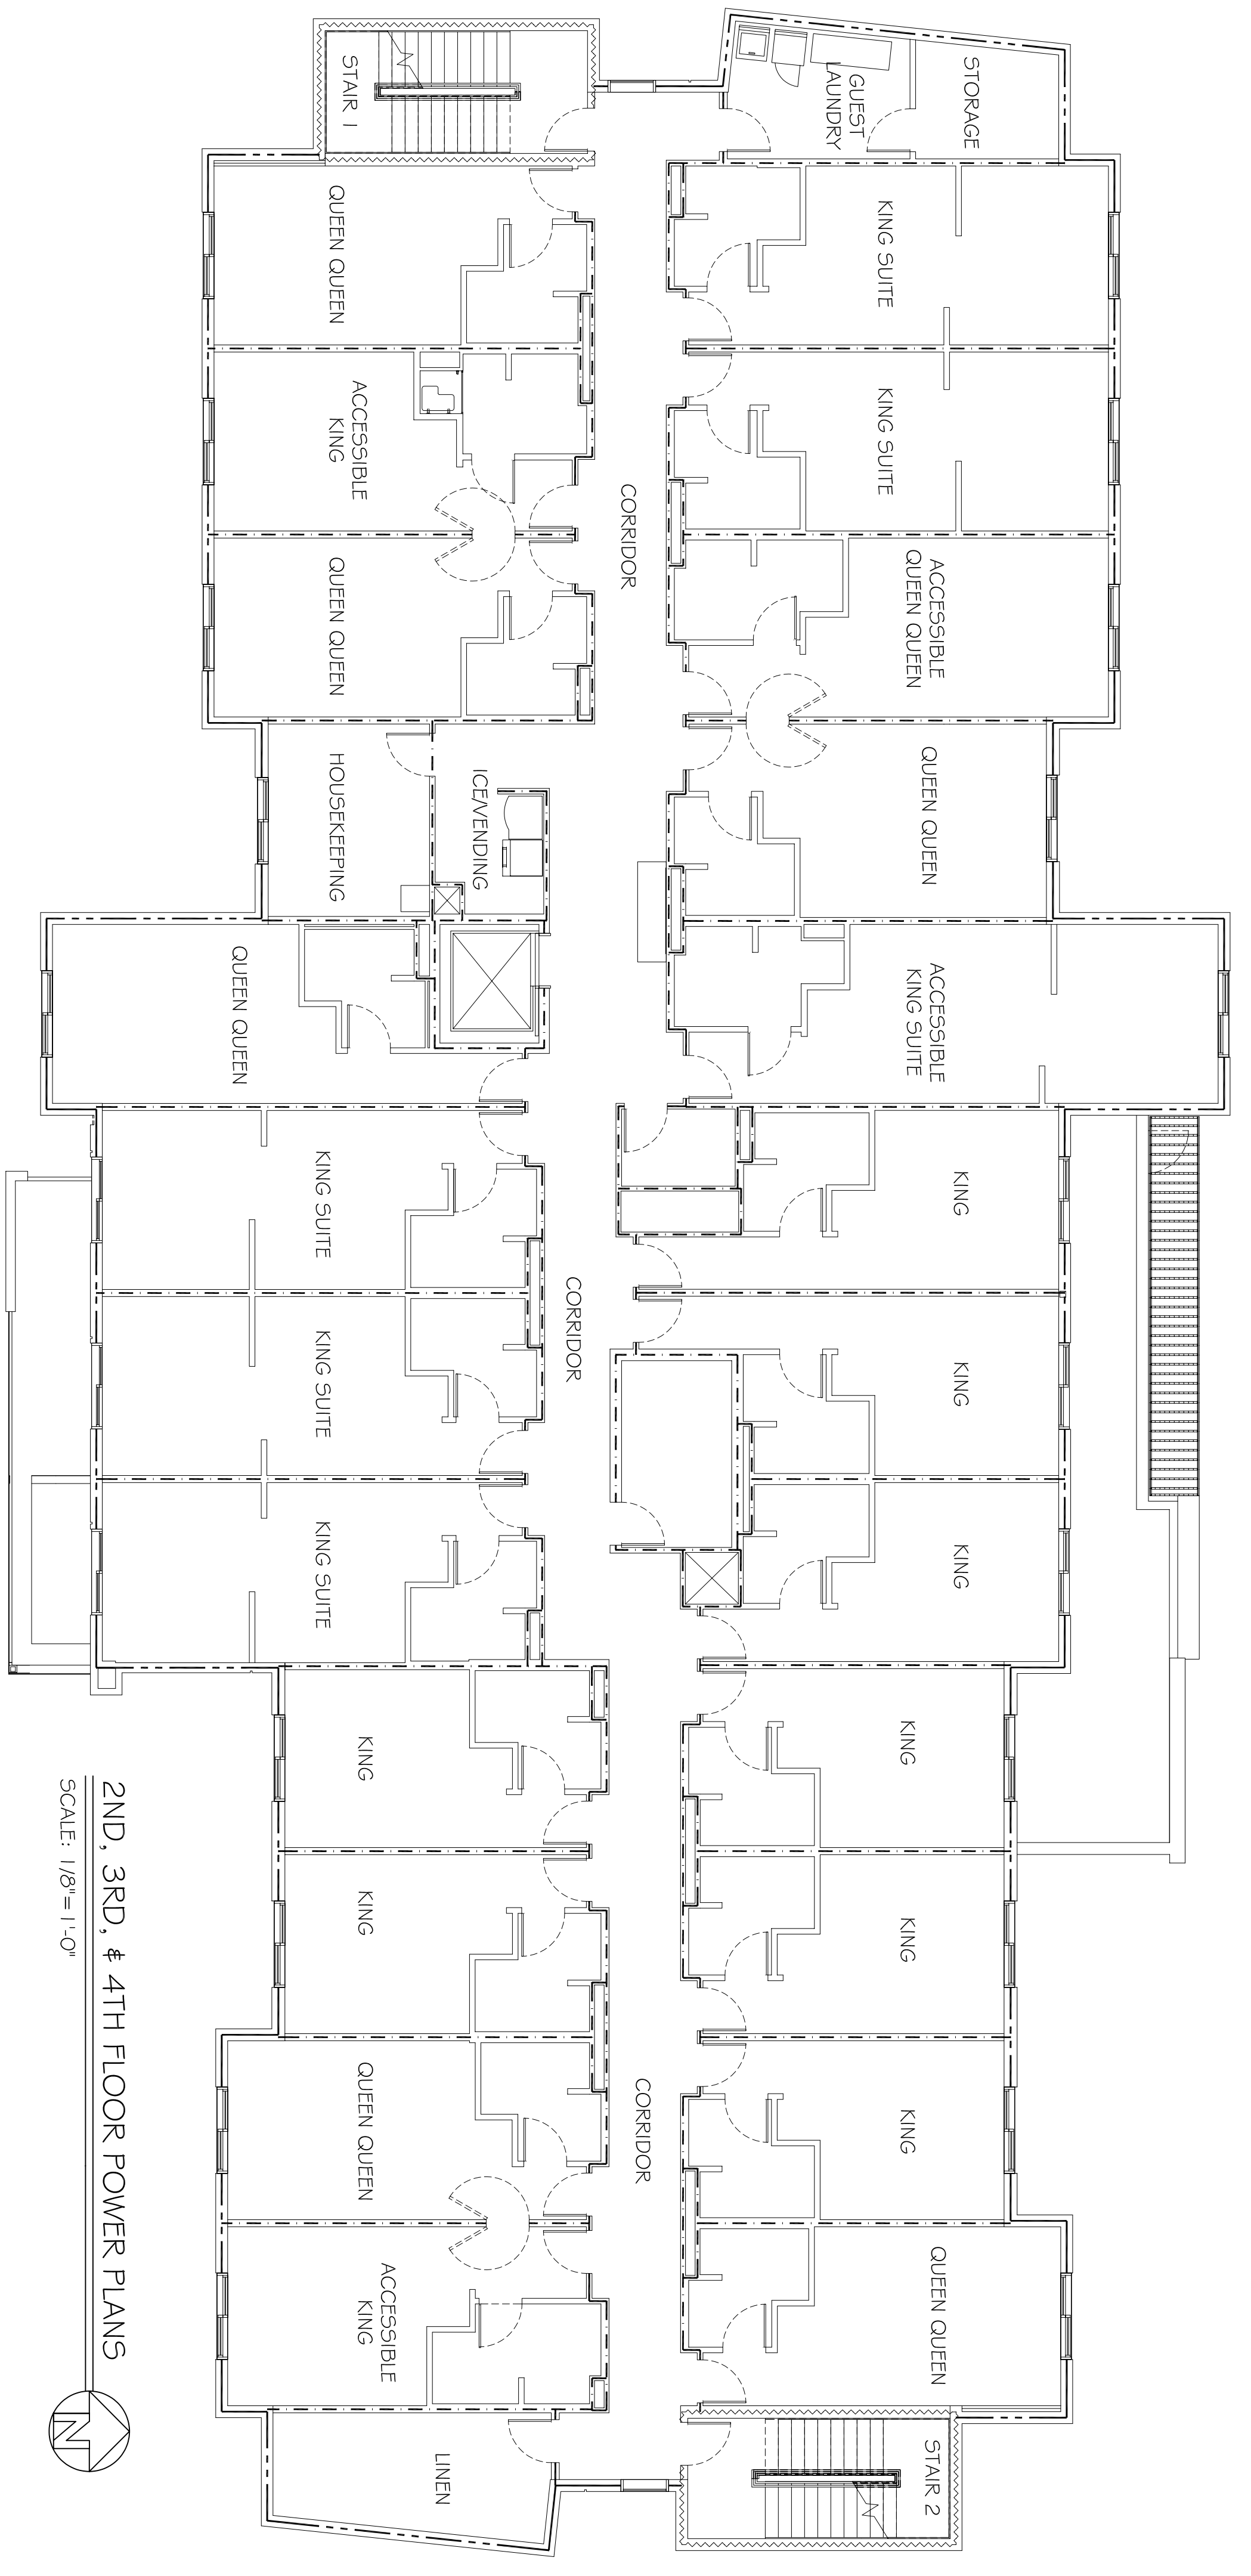 STORAGE
GUEST
LAUNDRY
STAIR 1
KING SUITE
QUEEN QUEEN
KING SUITE
ACCESSIBLE
KING
CORRIDOR
ACCESSIBLE
QUEEN QUEEN
QUEEN QUEEN
QUEEN QUEEN
ICE/VENDING
HOUSEKEEPING
ACCESSIBLE
KING SUITE
QUEEN QUEEN
KING
KING SUITE
CORRIDOR
KING
KING SUITE
KING
KING SUITE
KING
KING
KING
KING
CORRIDOR
KING
QUEEN QUEEN
QUEEN QUEEN
ACCESSIBLE
KING
STAIR 2
LINEN
2ND, 3RD, & 4TH FLOOR POWER PLANS
SCALE: 1/8"= 1'-0"
N